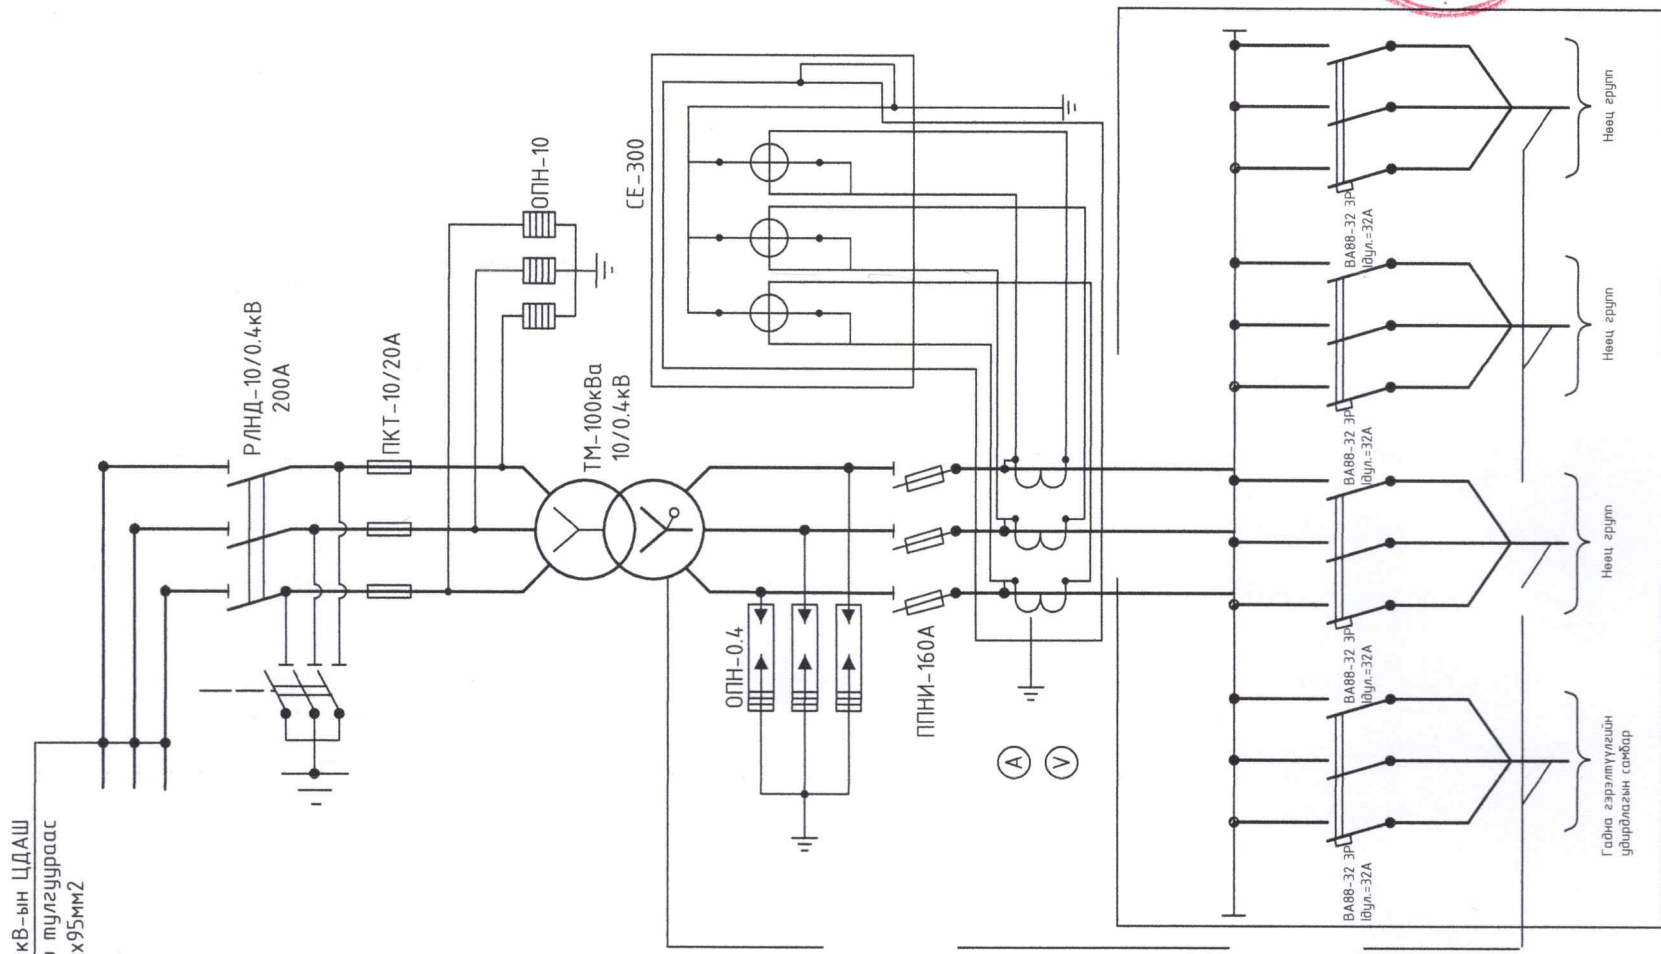 кВ-ын ЦДАШ
тулгуураас
х95мм2
РЛНД-10/0.4кВ
200А
ПКТ-10/20А
ОПН-10
ТМ-100кВа
10/0.4кВ
СЕ-300
ОПН-0.4
ППНИ-160А
А
V
ВА88-32 3Р
Iдул.=32А
Нөөц групп
ВА88-32 3Р
Iдул.=32А
Нөөц групп
ВА88-32 3Р
Iдул.=32А
Нөөц групп
ВА88-32 3Р
Iдул.=32А
Гадна гэрэлтүүлгийн
удирдлагын самбар